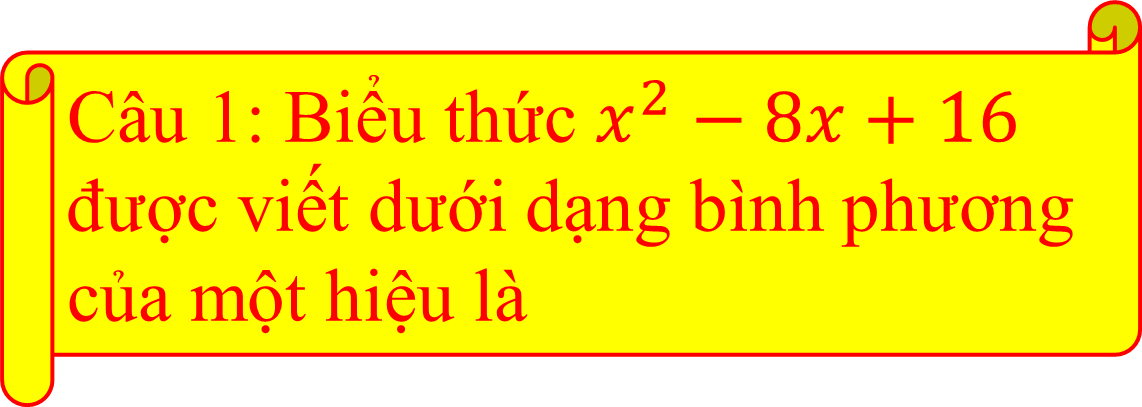 Câu 1: Biểu thức 𝑥² − 8𝑥 + 16
được viết dưới dạng bình phương
của một hiệu là